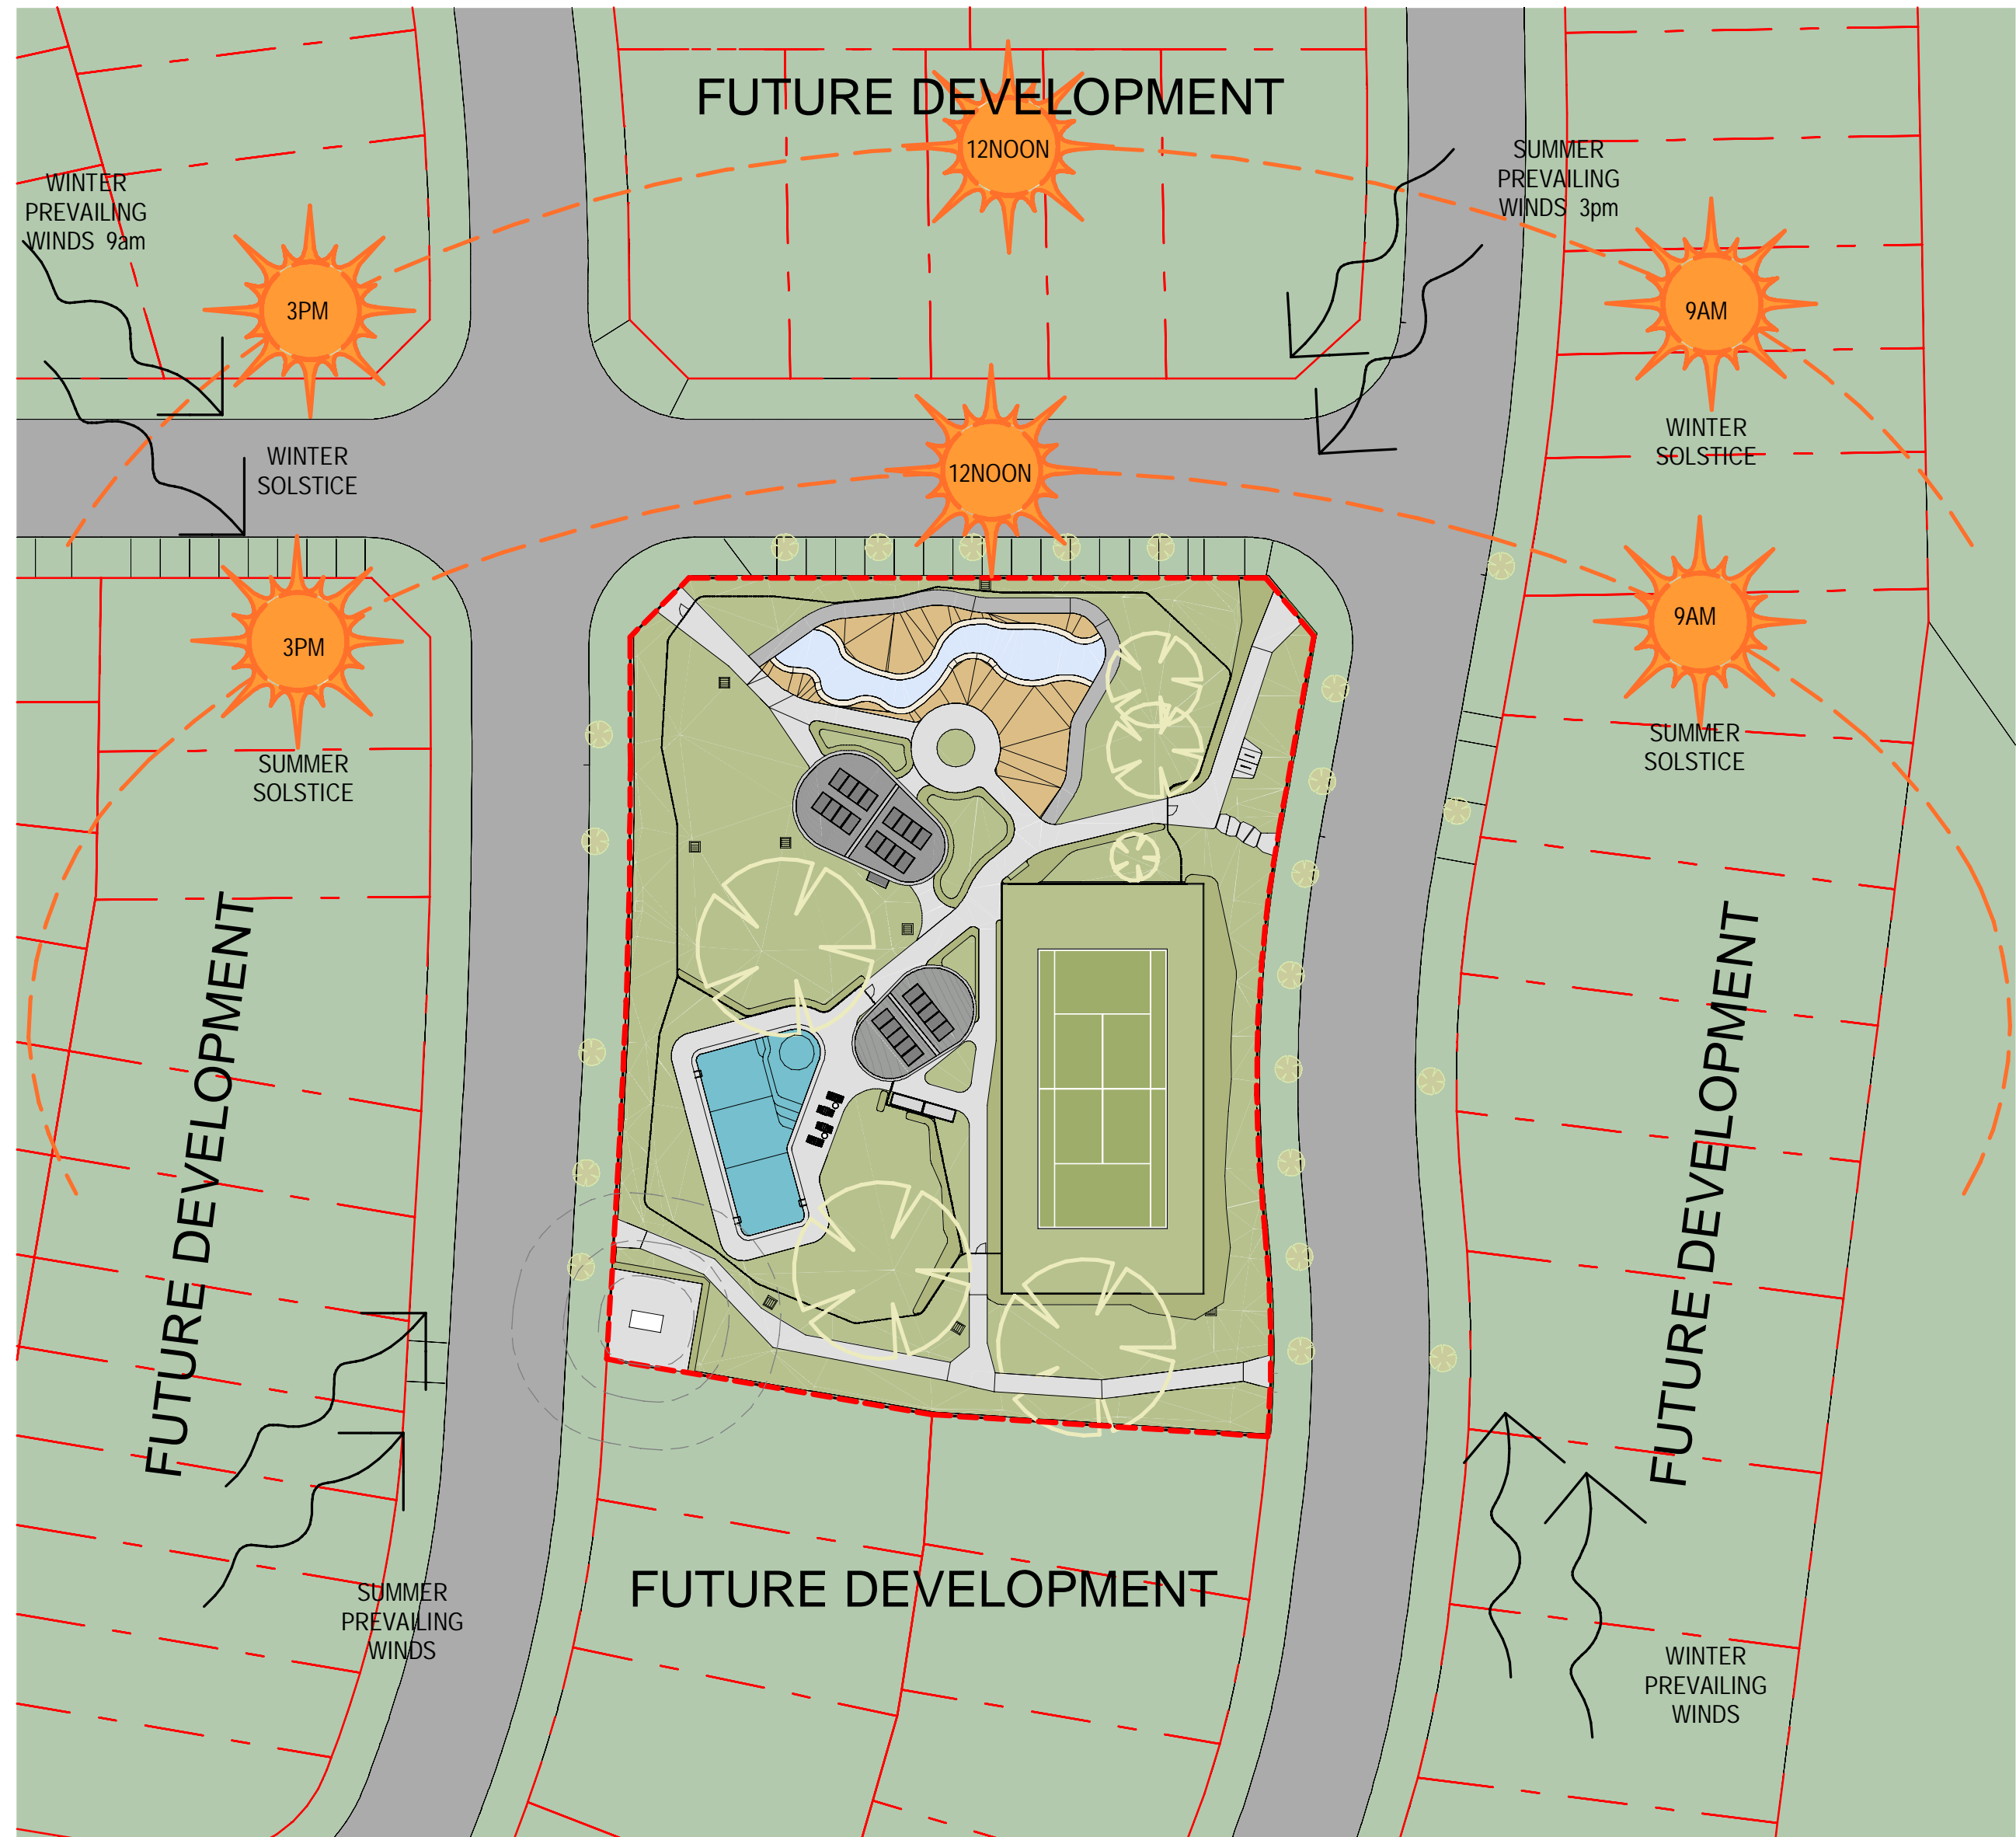 FUTURE DEVELOPMENT
12NOON
SUMMER
PREVAILING
WINDS 3pm
WINTER
PREVAILING
WINDS 9am
3PM
9AM
WINTER
SOLSTICE
WINTER
SOLSTICE
12NOON
3PM
9AM
SUMMER
SOLSTICE
SUMMER
SOLSTICE
FUTURE DEVELOPMENT
FUTURE DEVELOPMENT
FUTURE DEVELOPMENT
SUMMER
PREVAILING
WINDS
WINTER
PREVAILING
WINDS